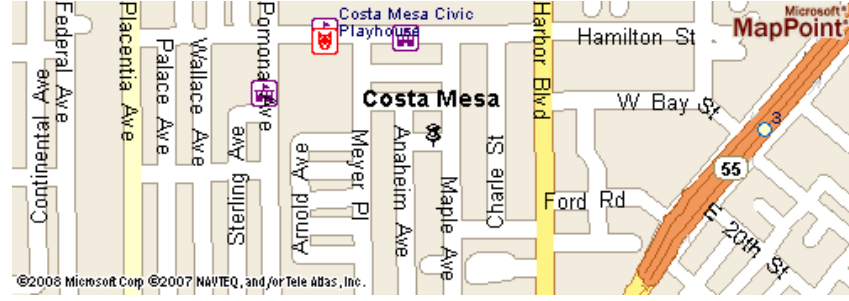 Microsoft®
MapPoint®
Costa Mesa Civic
Playhouse
Hamilton St
Federal Ave
Continental Ave
Placentia Ave
Palace Ave
Wallace Ave
Sterling Ave
Pomona Ave
Arnold Ave
Meyer Pl
Anaheim Ave
Maple Ave
Charle St
Harbor Blvd
Costa Mesa
W Bay St
3
55
Ford Rd
E 20th St
©2008 Microsoft Corp ©2007 NAVTEQ, and/or Tele Atlas, Inc.